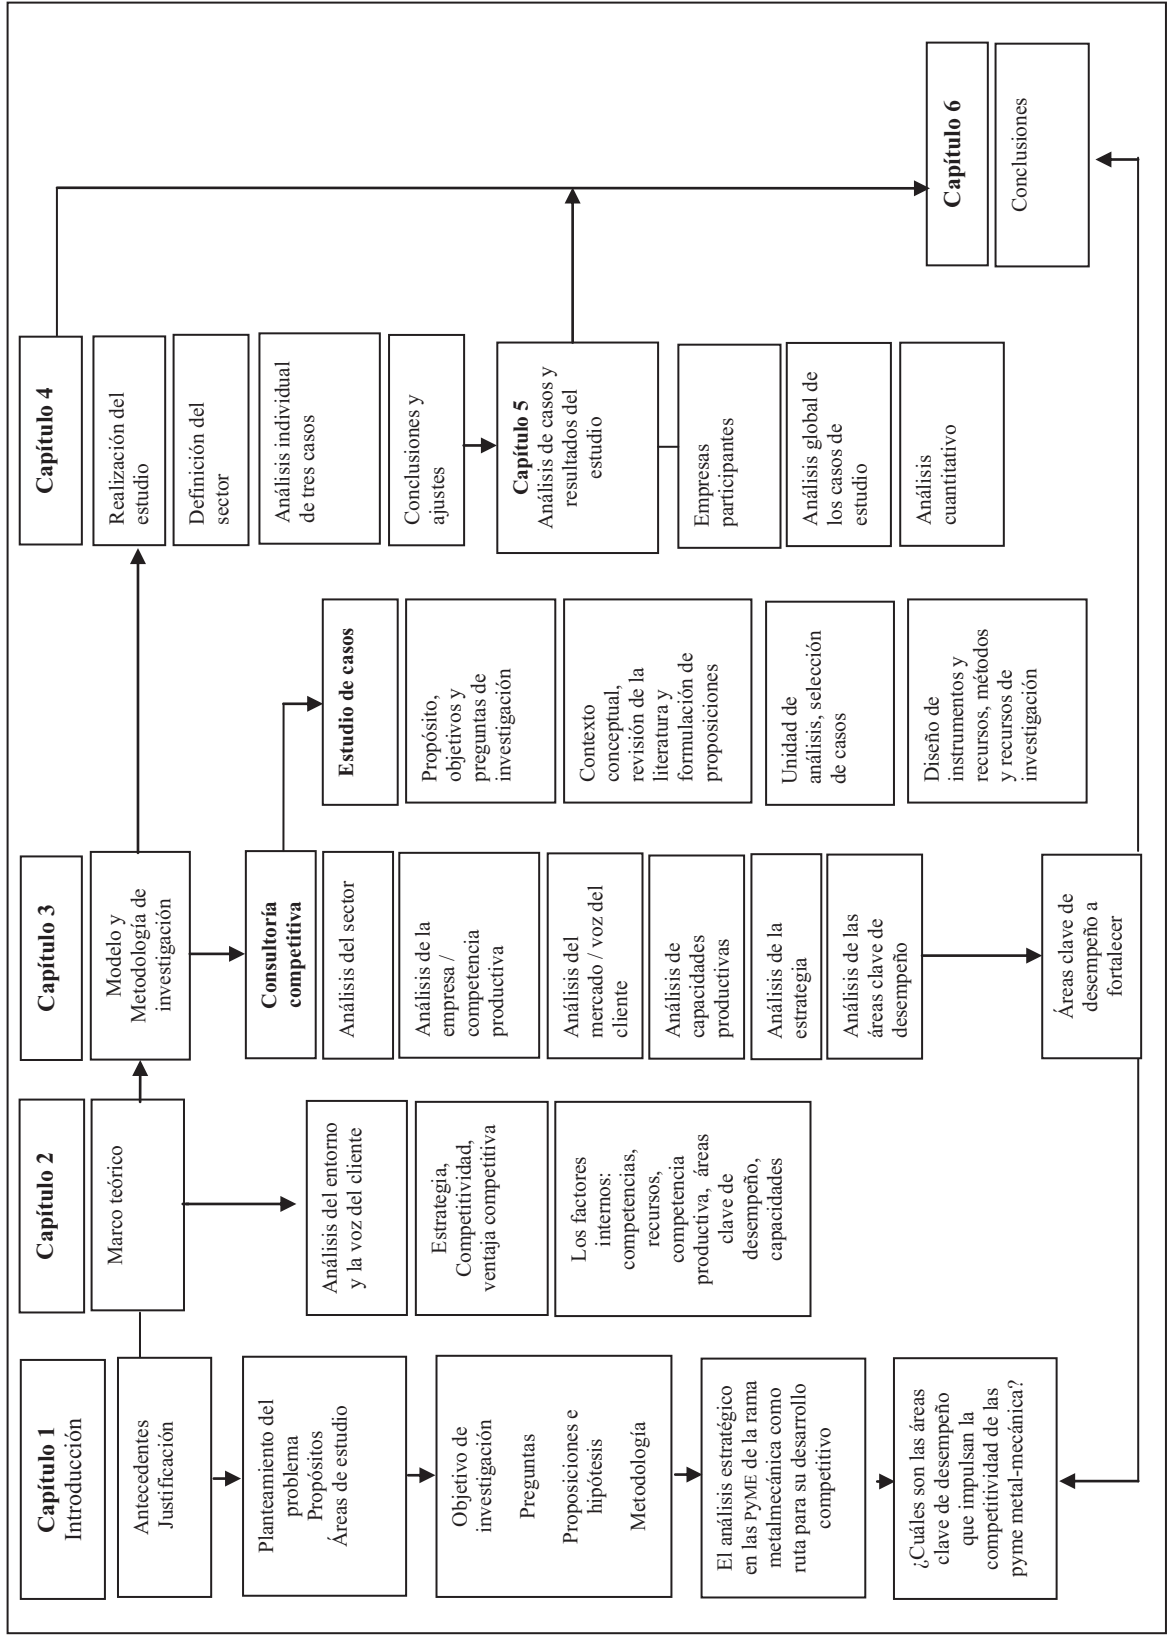 Capítulo 1
Introducción
Antecedentes
Justificación
Planteamiento del
problema
Propósitos
Áreas de estudio
Objetivo de
investigación
Preguntas
Proposiciones e
hipótesis
Metodología
El análisis estratégico
en las PyME de la rama
metalmecánica como
ruta para su desarrollo
competitivo
¿Cuáles son las áreas
clave de desempeño
que impulsan la
competitividad de las
pyme metal-mecánica?
Capítulo 2
Marco teórico
Análisis del entorno
y la voz del cliente
Estrategia,
Competitividad,
ventaja competitiva
Los factores
internos:
competencias,
recursos,
competencia
productiva, áreas
clave de
desempeño,
capacidades
Capítulo 3
Modelo y
Metodología de
investigación
Consultoría
competitiva
Análisis del sector
Análisis de la
empresa /
competencia
productiva
Análisis del
mercado / voz del
cliente
Análisis de
capacidades
productivas
Análisis de la
estrategia
Análisis de las
áreas clave de
desempeño
Áreas clave de
desempeño a
fortalecer
Estudio de casos
Propósito,
objetivos y
preguntas de
investigación
Contexto
conceptual,
revisión de la
literatura y
formulación de
proposiciones
Unidad de
análisis, selección
de casos
Diseño de
instrumentos y
recursos, métodos
y recursos de
investigación
Capítulo 4
Realización del
estudio
Definición del
sector
Análisis individual
de tres casos
Conclusiones y
ajustes
Capítulo 5
Análisis de casos y
resultados del
estudio
Empresas
participantes
Análisis global de
los casos de
estudio
Análisis
cuantitativo
Capítulo 6
Conclusiones